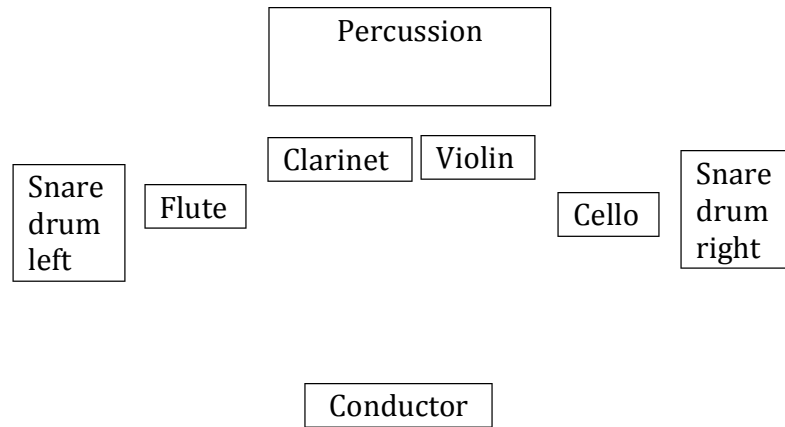 Percussion
Clarinet
Violin
Snare
drum
left
Flute
Cello
Snare
drum
right
Conductor